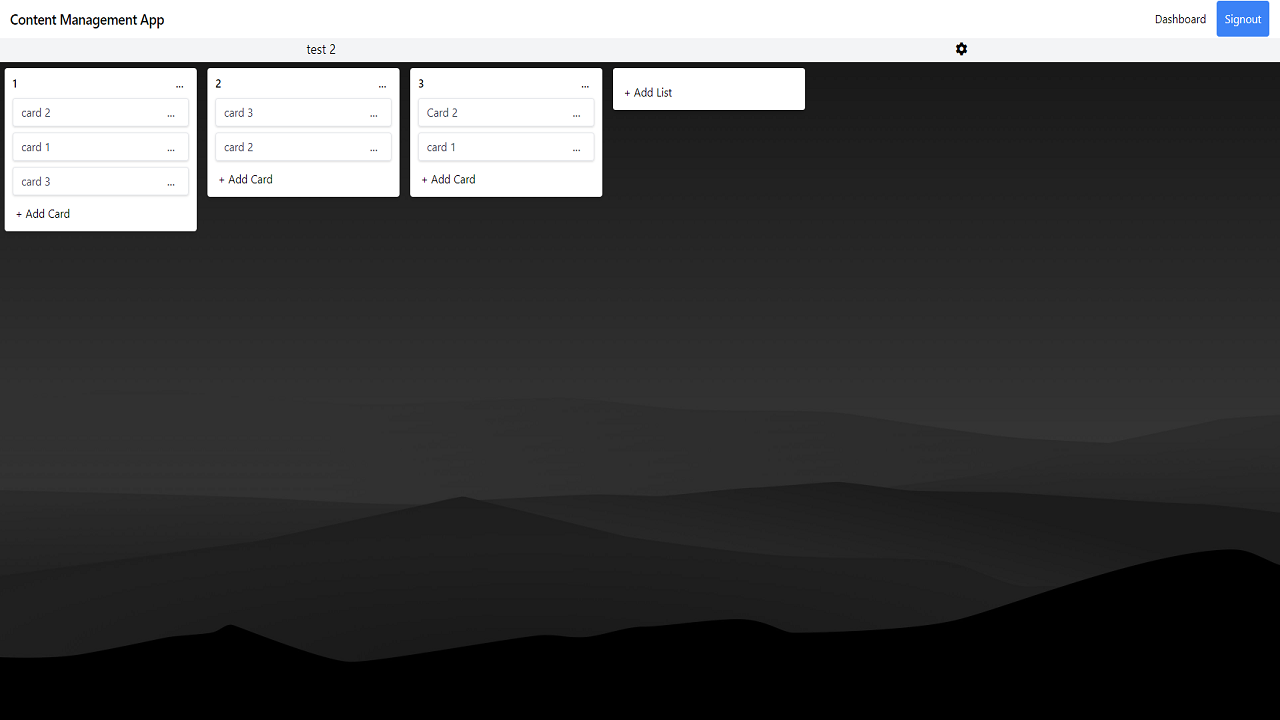 Content Management App
Dashboard
Signout
test 2
1 ...
card 2 ...
card 1 ...
card 3 ...
+ Add Card
2 ...
card 3 ...
card 2 ...
+ Add Card
3 ...
Card 2 ...
card 1 ...
+ Add Card
+ Add List